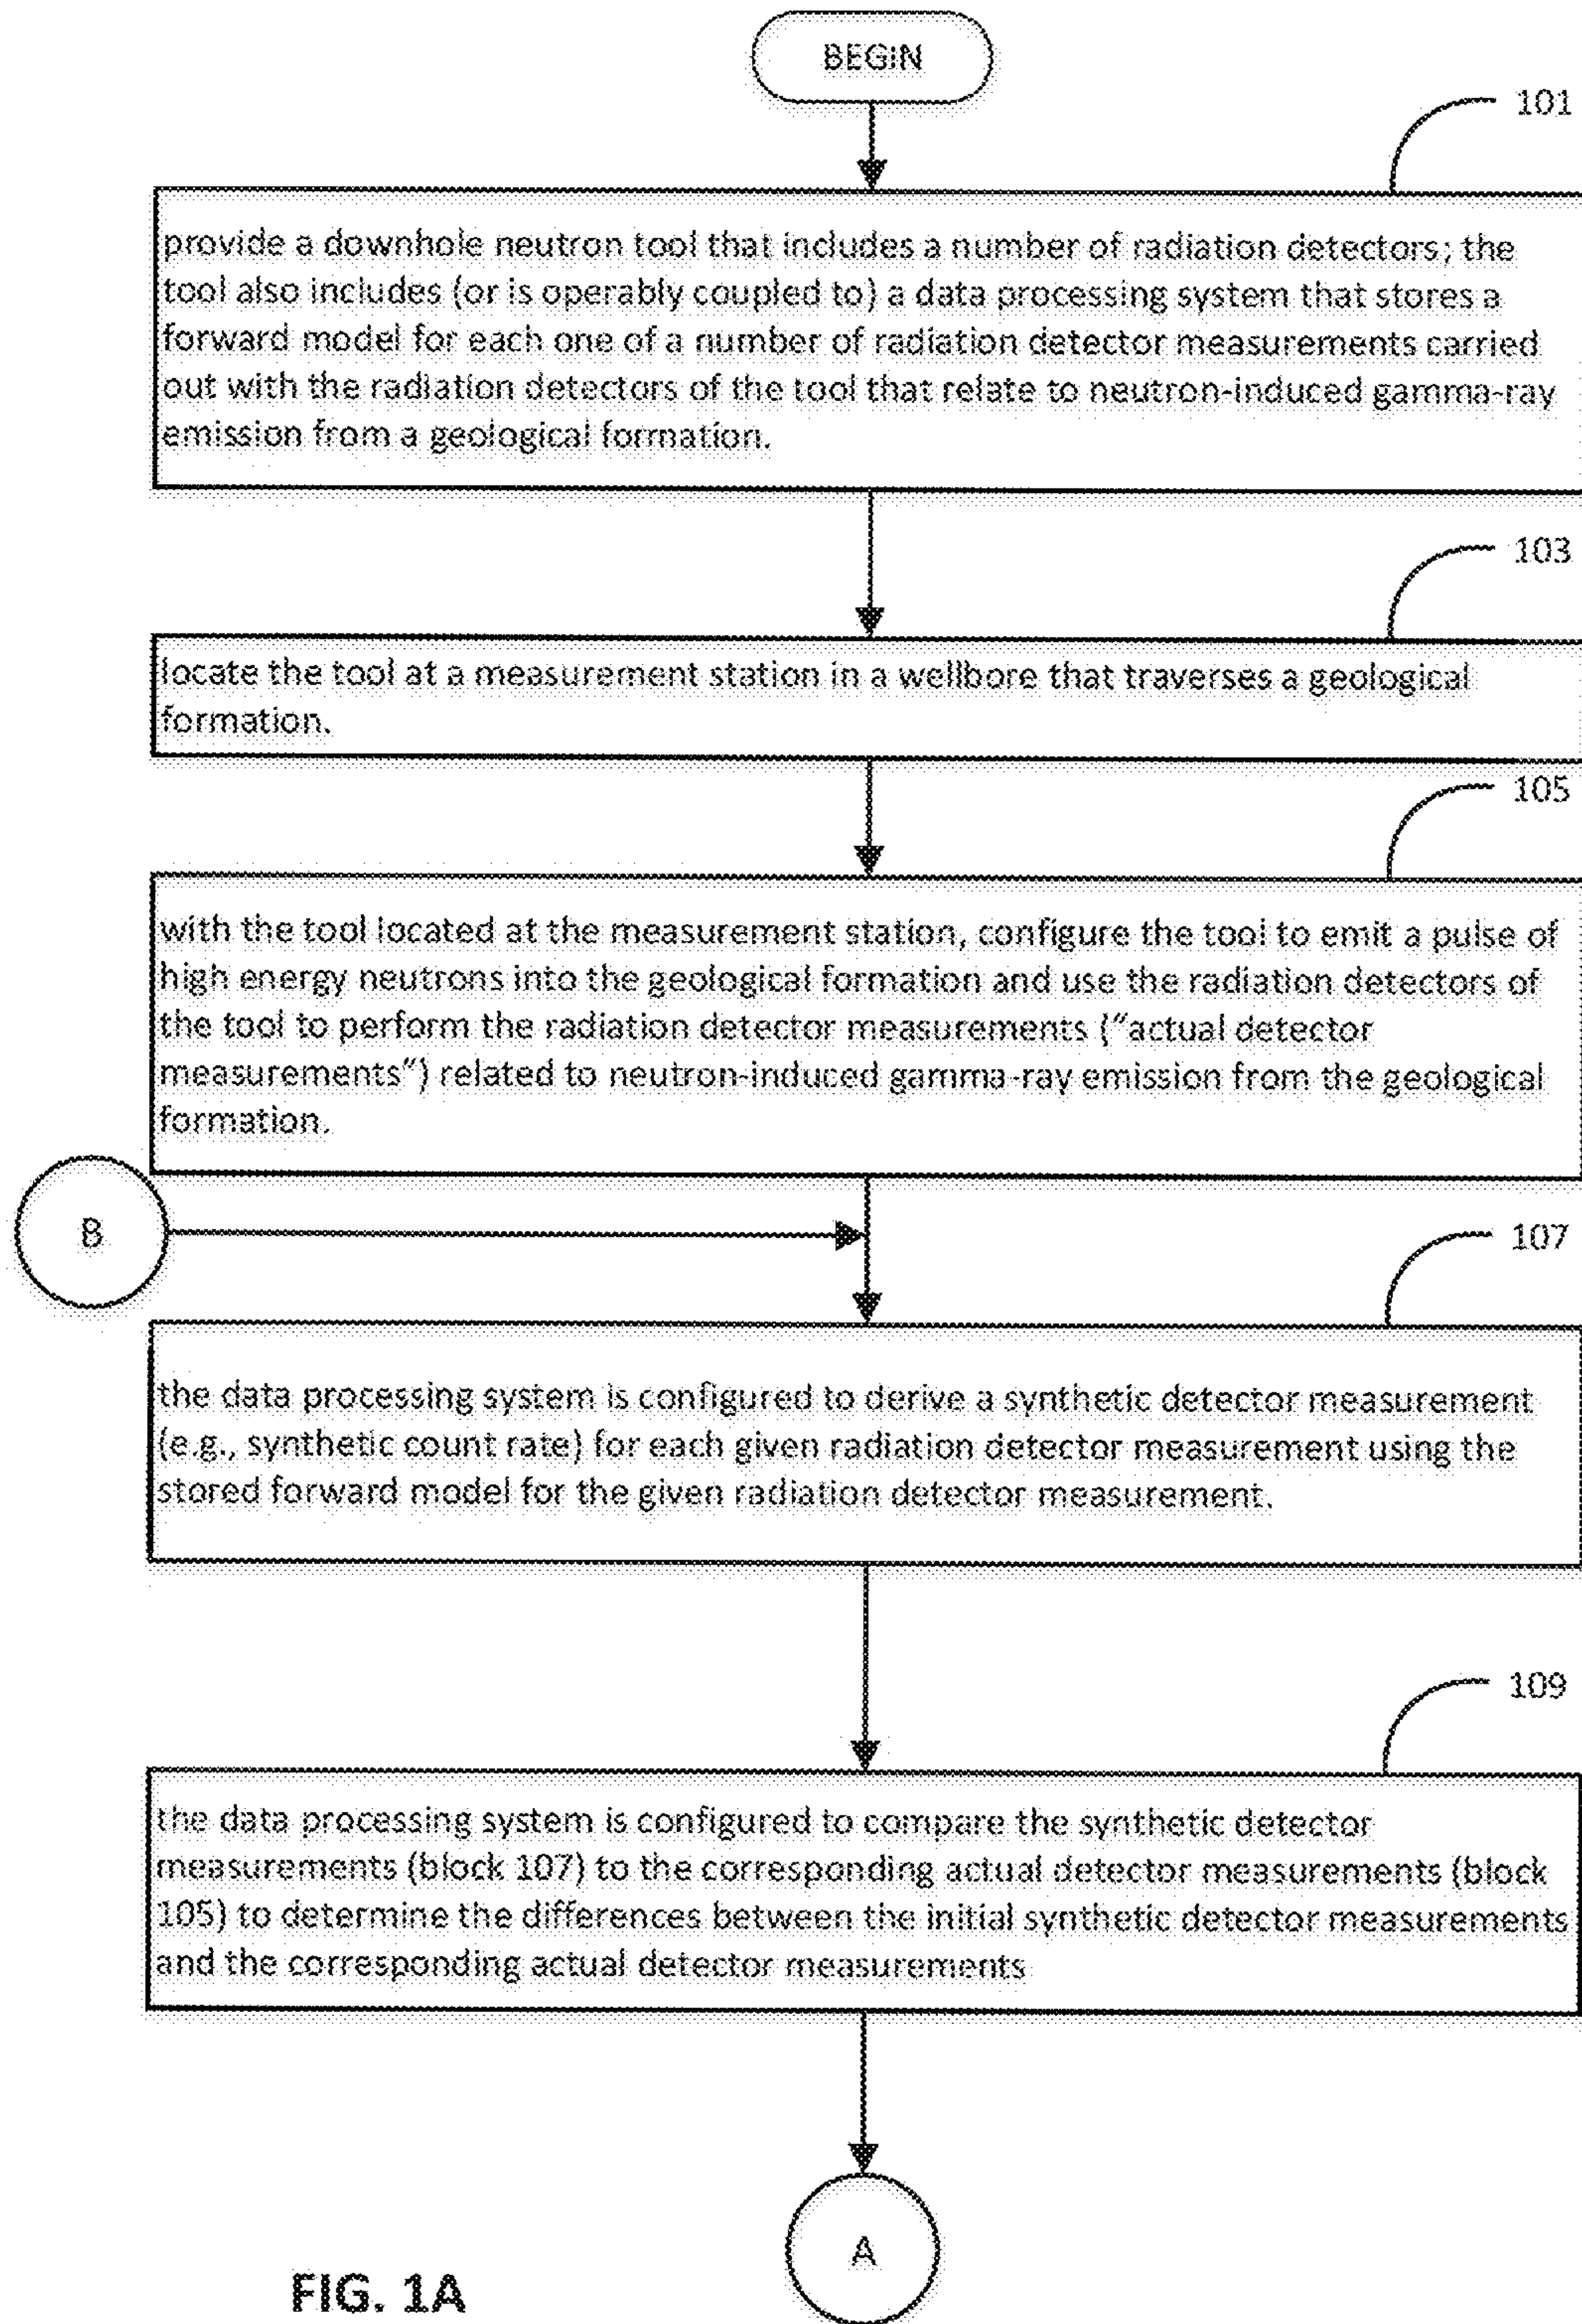 BEGIN
101
provide a downhole neutron tool that includes a number of radiation detectors; the
tool also includes (or is operably coupled to) a data processing system that stores a
forward model for each one of a number of radiation detector measurements carried
out with the radiation detectors of the tool that relate to neutron-induced gamma-ray
emission from a geological formation.
103
locate the tool at a measurement station in a wellbore that traverses a geological
formation.
105
with the tool located at the measurement station, configure the tool to emit a pulse of
high energy neutrons into the geological formation and use the radiation detectors of
the tool to perform the radiation detector measurements ("actual detector
measurements") related to neutron-induced gamma-ray emission from the geological
formation.
B
107
the data processing system is configured to derive a synthetic detector measurement
(e.g., synthetic count rate) for each given radiation detector measurement using the
stored forward model for the given radiation detector measurement.
109
the data processing system is configured to compare the synthetic detector
measurements (block 107) to the corresponding actual detector measurements (block
105) to determine the differences between the initial synthetic detector measurements
and the corresponding actual detector measurements
A
FIG. 1A